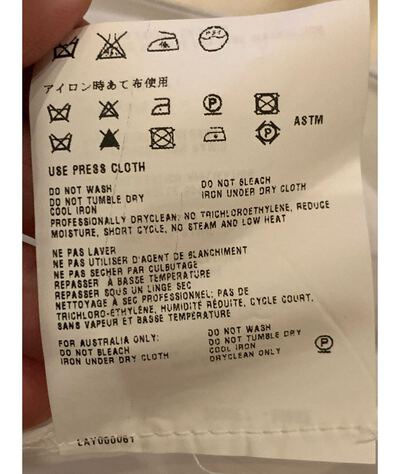 アイロン時あて布使用
P
ASTM
P
USE PRESS CLOTH
DO NOT WASH
DO NOT TUMBLE DRY
COOL IRON
DO NOT BLEACH
IRON UNDER DRY CLOTH
PROFESSIONALLY DRYCLEAN: NO TRICHLOROETHYLENE, REDUCE
MOISTURE, SHORT CYCLE, NO STEAM AND LOW HEAT
NE PAS LAVER
NE PAS UTILISER D'AGENT DE BLANCHIMENT
NE PAS SECHER PAR CULBUTAGE
REPASSER À BASSE TEMPÉRATURE
REPASSER SOUS UN LINGE SEC
NETTOYAGE À SEC PROFESSIONNEL: PAS DE
TRICHLORO-ÉTHYLÈNE, HUMIDITÉ RÉDUITE, CYCLE COURT,
SANS VAPEUR ET BASSE TEMPÉRATURE
FOR AUSTRALIA ONLY:
DO NOT BLEACH
IRON UNDER DRY CLOTH
DO NOT WASH
DO NOT TUMBLE DRY
COOL IRON
DRYCLEAN ONLY
P
LAY000061